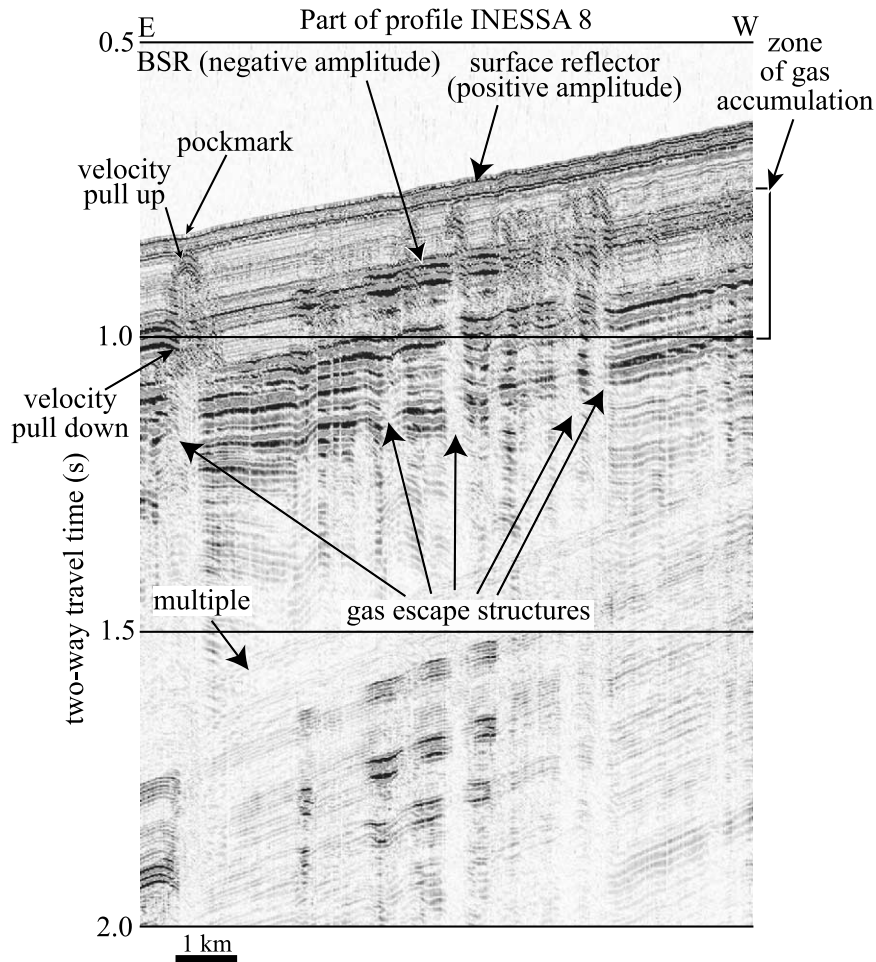 Part of profile INESSA 8
E
W
0.5
zone
of gas
accumulation
BSR (negative amplitude)
surface reflector
(positive amplitude)
pockmark
velocity
pull up
1.0
velocity
pull down
two-way travel time (s)
multiple
gas escape structures
1.5
2.0
1 km